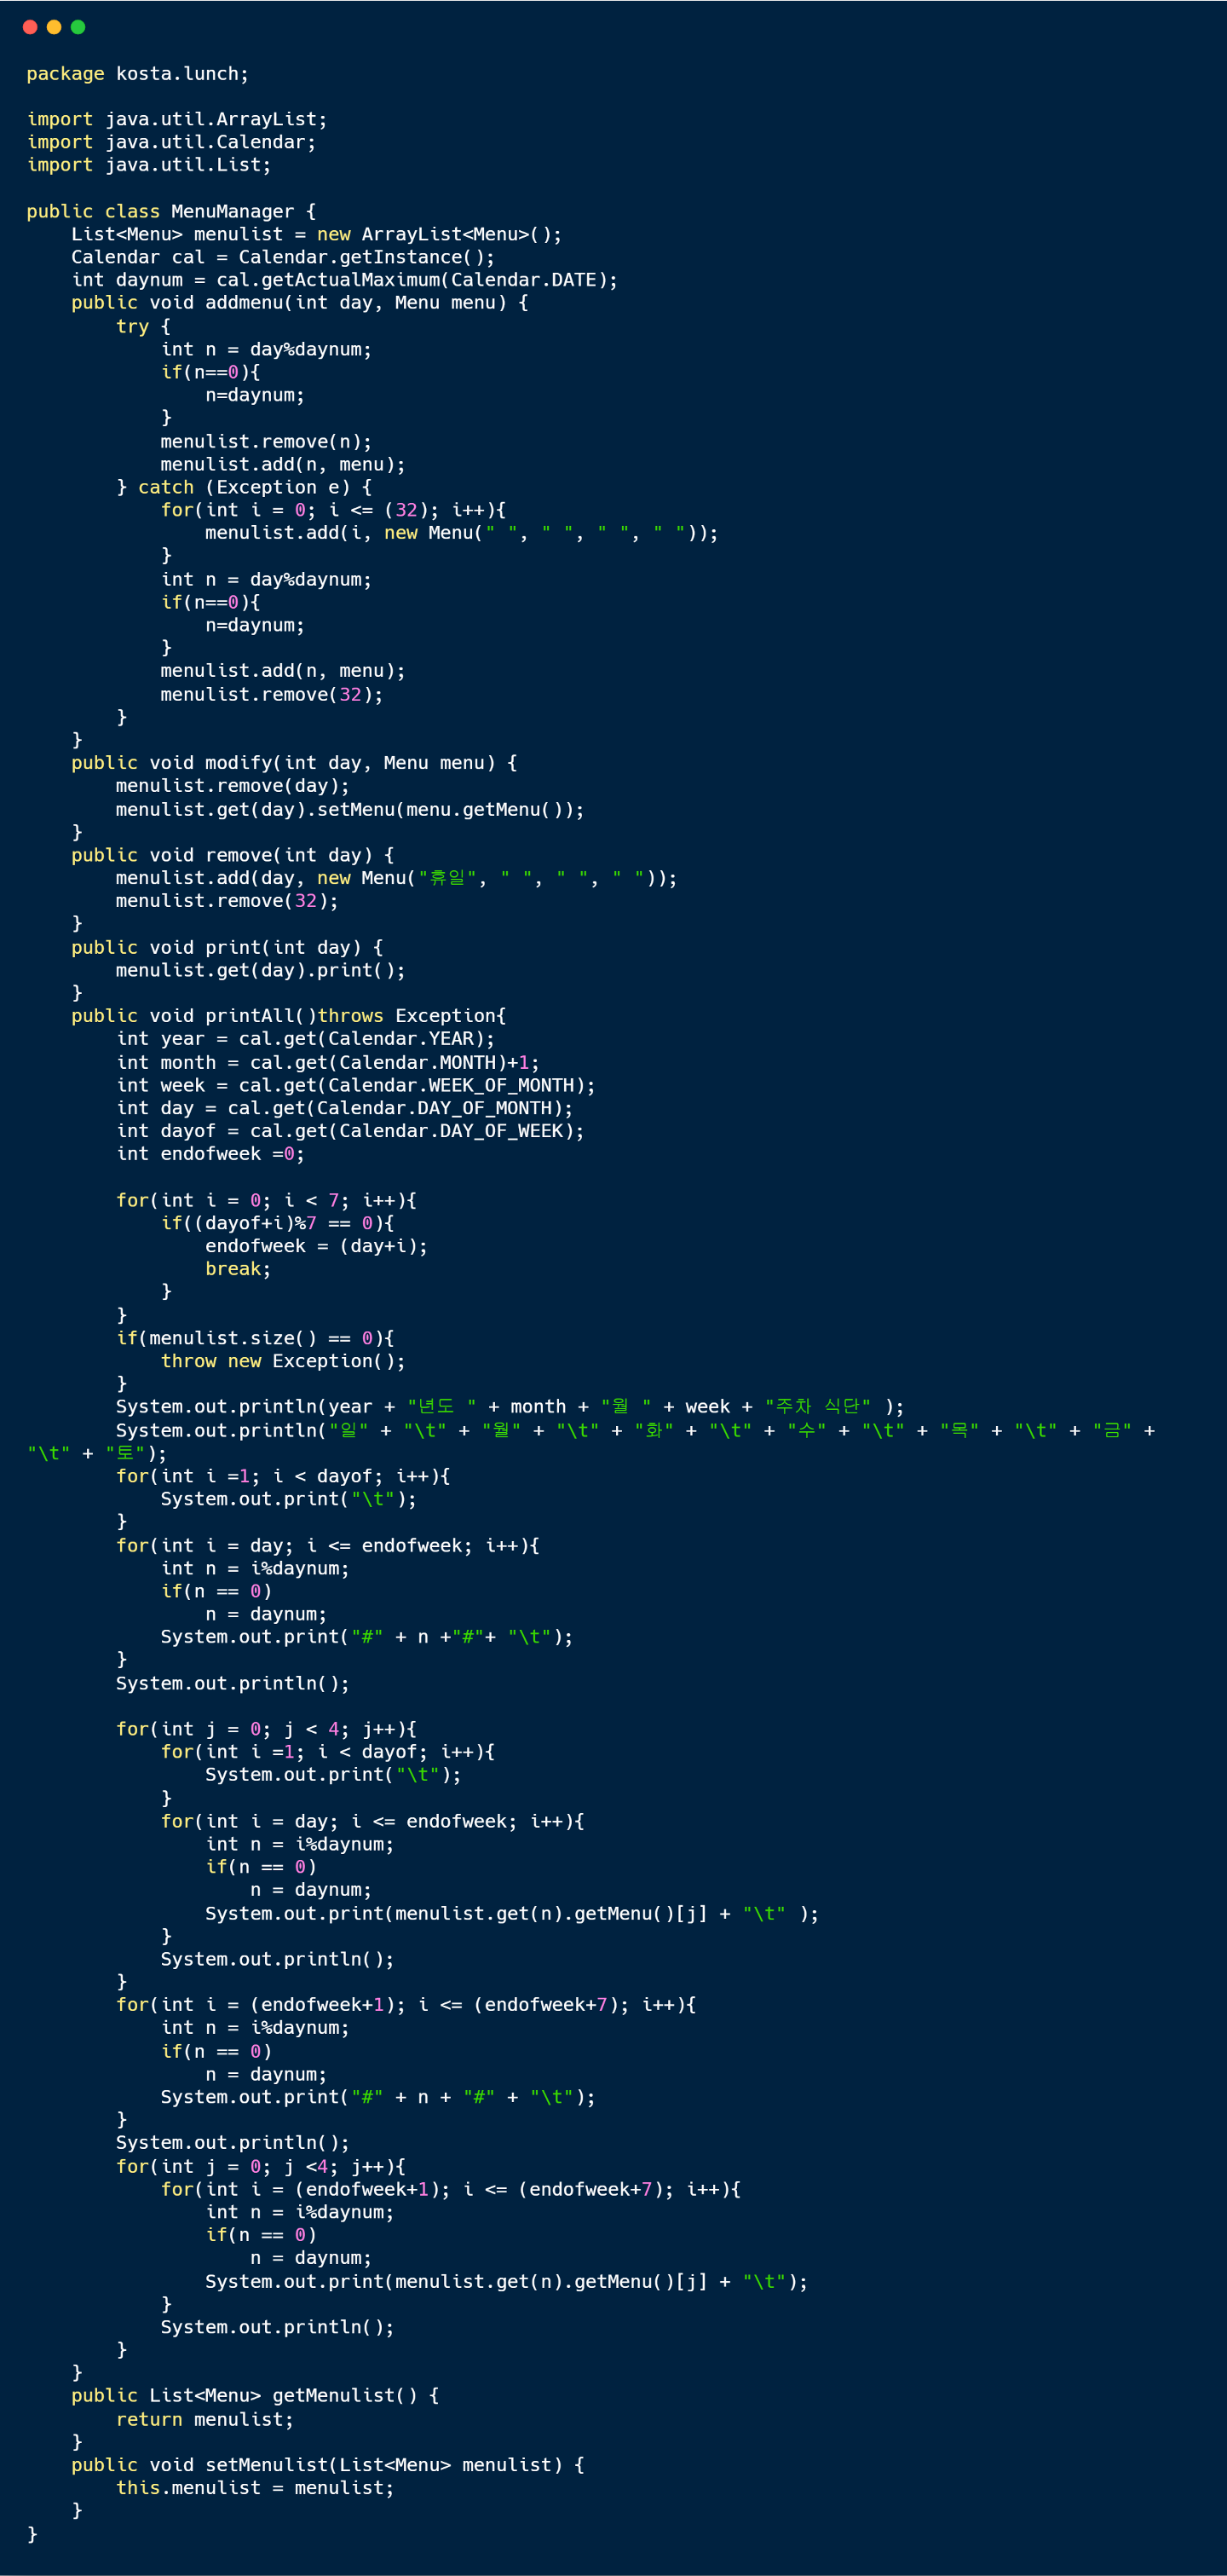 package kosta.lunch;

import java.util.ArrayList;
import java.util.Calendar;
import java.util.List;

public class MenuManager {
    List<Menu> menulist = new ArrayList<Menu>();
    Calendar cal = Calendar.getInstance();
    int daynum = cal.getActualMaximum(Calendar.DATE);
    public void addmenu(int day, Menu menu) {
        try {
            int n = day%daynum;
            if(n==0){
                n=daynum;
            }
            menulist.remove(n);
            menulist.add(n, menu);
        } catch (Exception e) {
            for(int i = 0; i <= (32); i++){
                menulist.add(i, new Menu(" ", " ", " ", " "));
            }
            int n = day%daynum;
            if(n==0){
                n=daynum;
            }
            menulist.add(n, menu);
            menulist.remove(32);
        }
    }
    public void modify(int day, Menu menu) {
        menulist.remove(day);
        menulist.get(day).setMenu(menu.getMenu());
    }
    public void remove(int day) {
        menulist.add(day, new Menu("휴일", " ", " ", " "));
        menulist.remove(32);
    }
    public void print(int day) {
        menulist.get(day).print();
    }
    public void printAll()throws Exception{
        int year = cal.get(Calendar.YEAR);
        int month = cal.get(Calendar.MONTH)+1;
        int week = cal.get(Calendar.WEEK_OF_MONTH);
        int day = cal.get(Calendar.DAY_OF_MONTH);
        int dayof = cal.get(Calendar.DAY_OF_WEEK);
        int endofweek =0;

        for(int i = 0; i < 7; i++){
            if((dayof+i)%7 == 0){
                endofweek = (day+i);
                break;
            }
        }
        if(menulist.size() == 0){
            throw new Exception();
        }
        System.out.println(year + "년도 " + month + "월 " + week + "주차 식단" );
        System.out.println("일" + "\t" + "월" + "\t" + "화" + "\t" + "수" + "\t" + "목" + "\t" + "금" +
"\t" + "토");
        for(int i =1; i < dayof; i++){
            System.out.print("\t");
        }
        for(int i = day; i <= endofweek; i++){
            int n = i%daynum;
            if(n == 0)
                n = daynum;
            System.out.print("#" + n +"#"+ "\t");
        }
        System.out.println();

        for(int j = 0; j < 4; j++){
            for(int i =1; i < dayof; i++){
                System.out.print("\t");
            }
            for(int i = day; i <= endofweek; i++){
                int n = i%daynum;
                if(n == 0)
                    n = daynum;
                System.out.print(menulist.get(n).getMenu()[j] + "\t" );
            }
            System.out.println();
        }
        for(int i = (endofweek+1); i <= (endofweek+7); i++){
            int n = i%daynum;
            if(n == 0)
                n = daynum;
            System.out.print("#" + n + "#" + "\t");
        }
        System.out.println();
        for(int j = 0; j <4; j++){
            for(int i = (endofweek+1); i <= (endofweek+7); i++){
                int n = i%daynum;
                if(n == 0)
                    n = daynum;
                System.out.print(menulist.get(n).getMenu()[j] + "\t");
            }
            System.out.println();
        }
    }
    public List<Menu> getMenulist() {
        return menulist;
    }
    public void setMenulist(List<Menu> menulist) {
        this.menulist = menulist;
    }
}